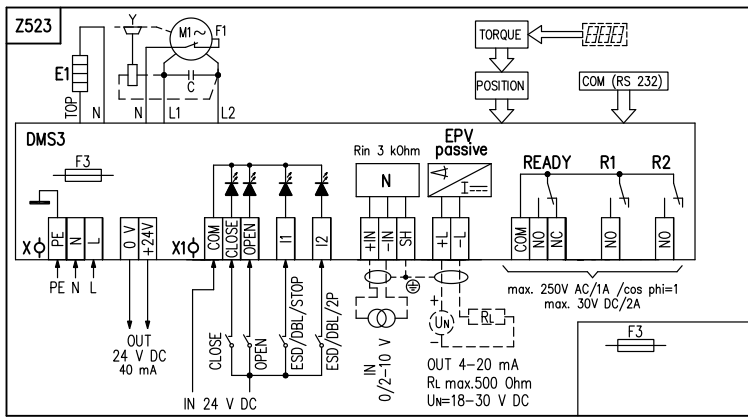 Z523
Y
M1~
F1
TORQUE
E1
C
POSITION
COM (RS 232)
TOP
N
N
L1
L2
DMS3
F3
Rin 3 kOhm
EPV
passive
READY
R1
R2
N
I
X
PE
N
L
0 V
+24V
X1
COM
CLOSE
OPEN
I1
I2
+IN
-IN
SH
+L
-L
COM
NO
NC
NO
NO
PE N L
OUT
24 V DC
40 mA
CLOSE
OPEN
ESD/DBL/STOP
ESD/DBL/2P
IN 24 V DC
IN
0/2-10 V
+
UN
-
RL
OUT 4-20 mA
RL max.500 Ohm
UN=18-30 V DC
max. 250V AC/1A /cos phi=1
max. 30V DC/2A
F3